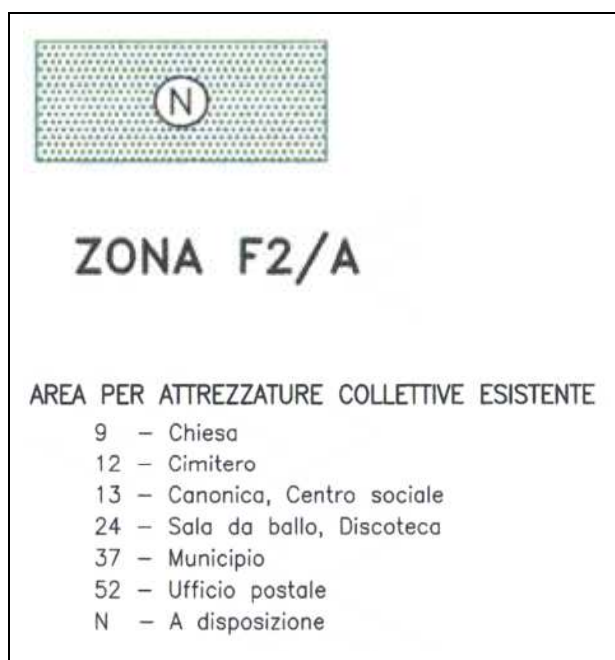 N
ZONA F2/A
AREA PER ATTREZZATURE COLLETTIVE ESISTENTE
9 – Chiesa
12 – Cimitero
13 – Canonica, Centro sociale
24 – Sala da ballo, Discoteca
37 – Municipio
52 – Ufficio postale
N – A disposizione